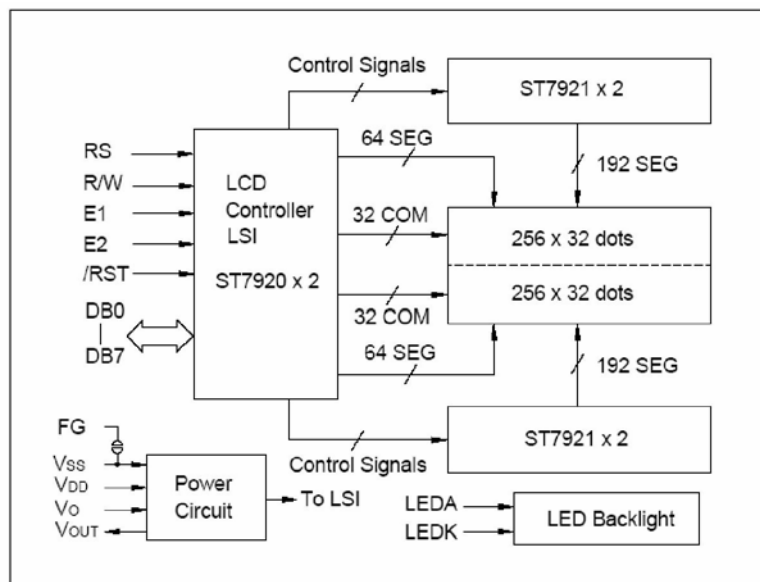 Control Signals
ST7921 x 2
64 SEG
192 SEG
RS
R/W
E1
E2
/RST
DB0
DB7
LCD
Controller
LSI
ST7920 x 2
32 COM
256 x 32 dots
256 x 32 dots
32 COM
64 SEG
192 SEG
ST7921 x 2
Control Signals
FG
VSS
VDD
VO
VOUT
Power
Circuit
To LSI
LEDA
LEDK
LED Backlight